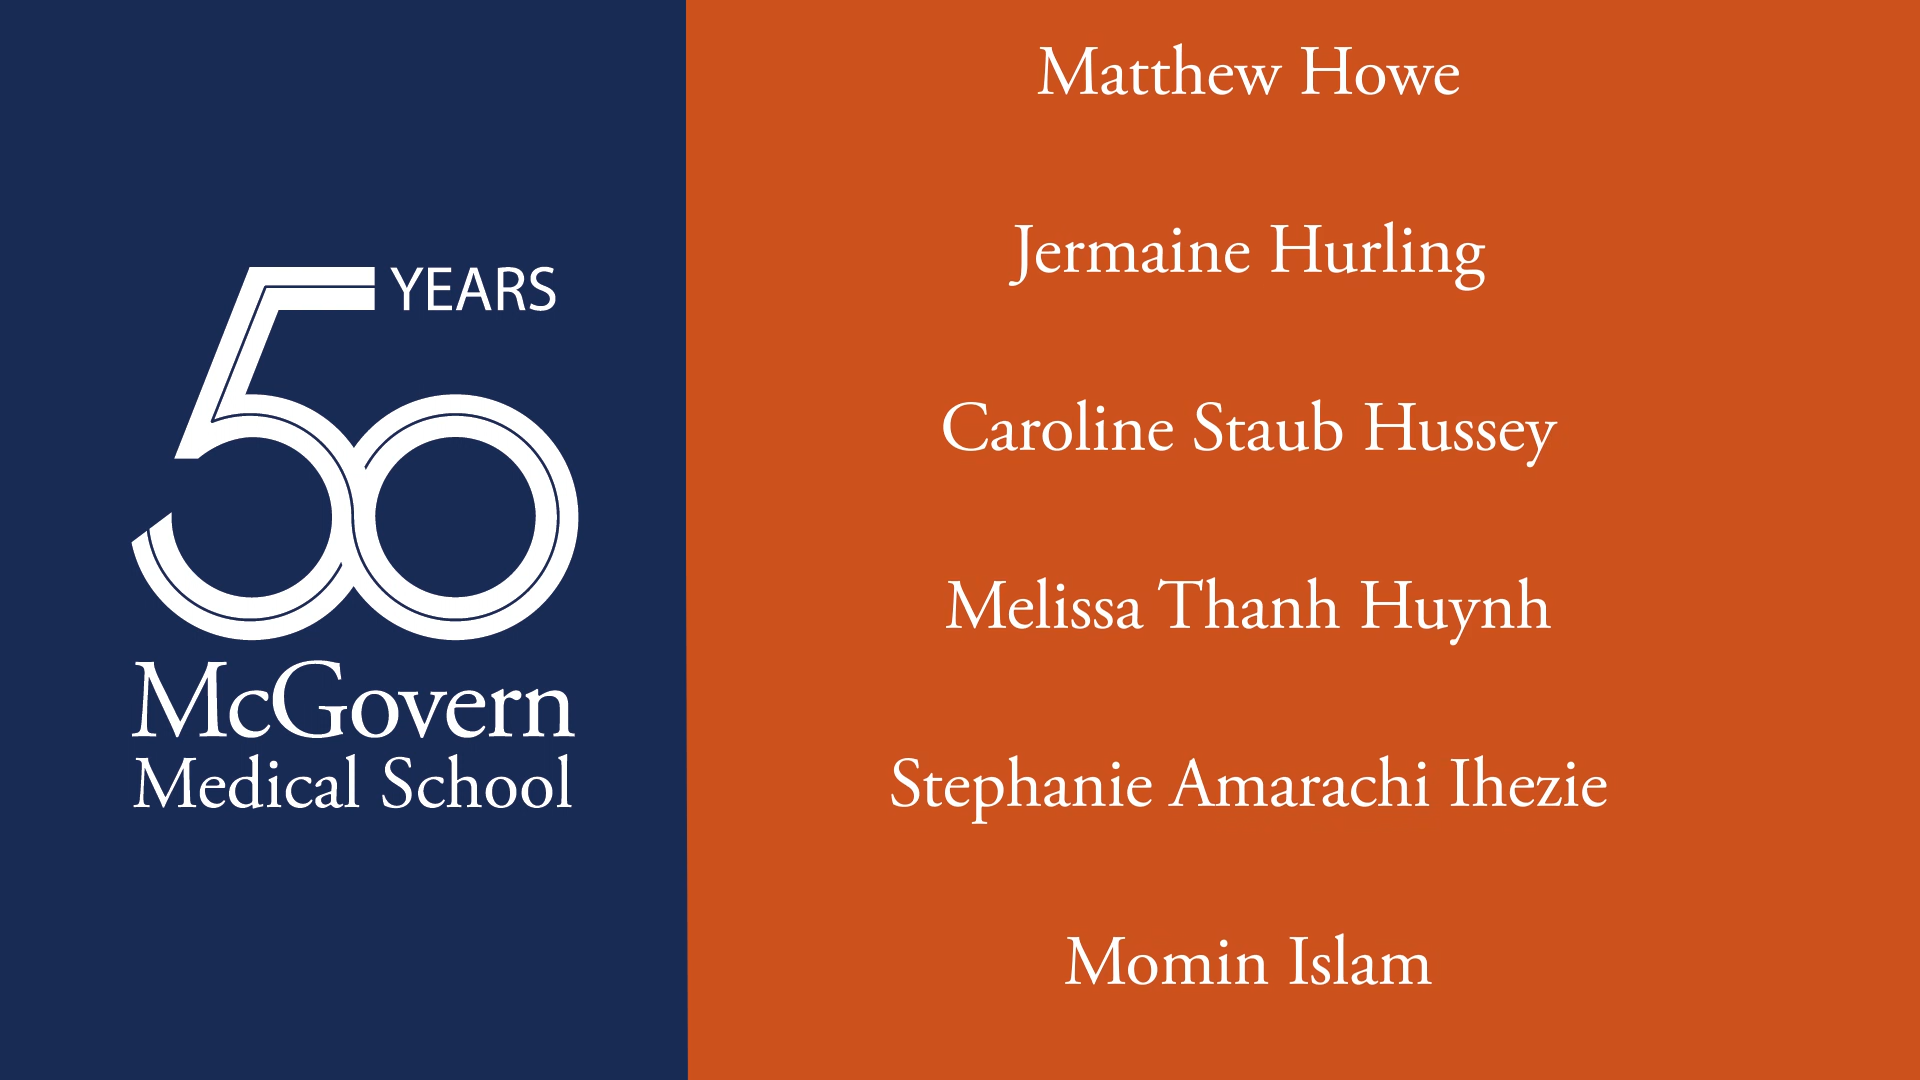 50 YEARS
McGovern
Medical School
Matthew Howe
Jermaine Hurling
Caroline Staub Hussey
Melissa Thanh Huynh
Stephanie Amarachi Ihezie
Momin Islam